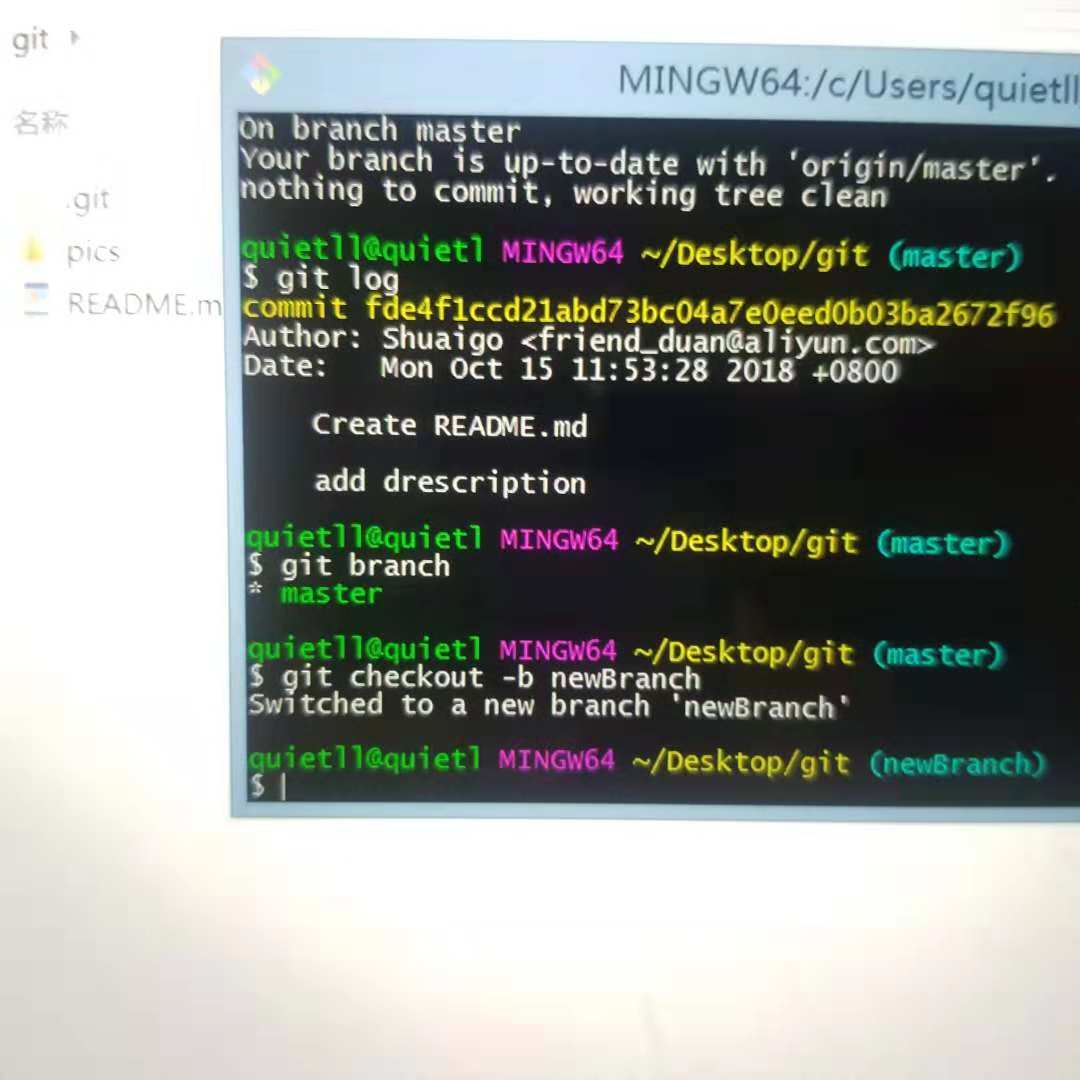 git
名称
.git
pics
README.m
MINGW64:/c/Users/quietll
On branch master
Your branch is up-to-date with 'origin/master'.
nothing to commit, working tree clean
quietll@quietl MINGW64 ~/Desktop/git (master)
$ git log
commit fde4f1ccd21abd73bc04a7e0eed0b03ba2672f96
Author: Shuaigo <friend_duan@aliyun.com>
Date:   Mon Oct 15 11:53:28 2018 +0800
Create README.md
add drescription
quietll@quietl MINGW64 ~/Desktop/git (master)
$ git branch
* master
quietll@quietl MINGW64 ~/Desktop/git (master)
$ git checkout -b newBranch
Switched to a new branch 'newBranch'
quietll@quietl MINGW64 ~/Desktop/git (newBranch)
$